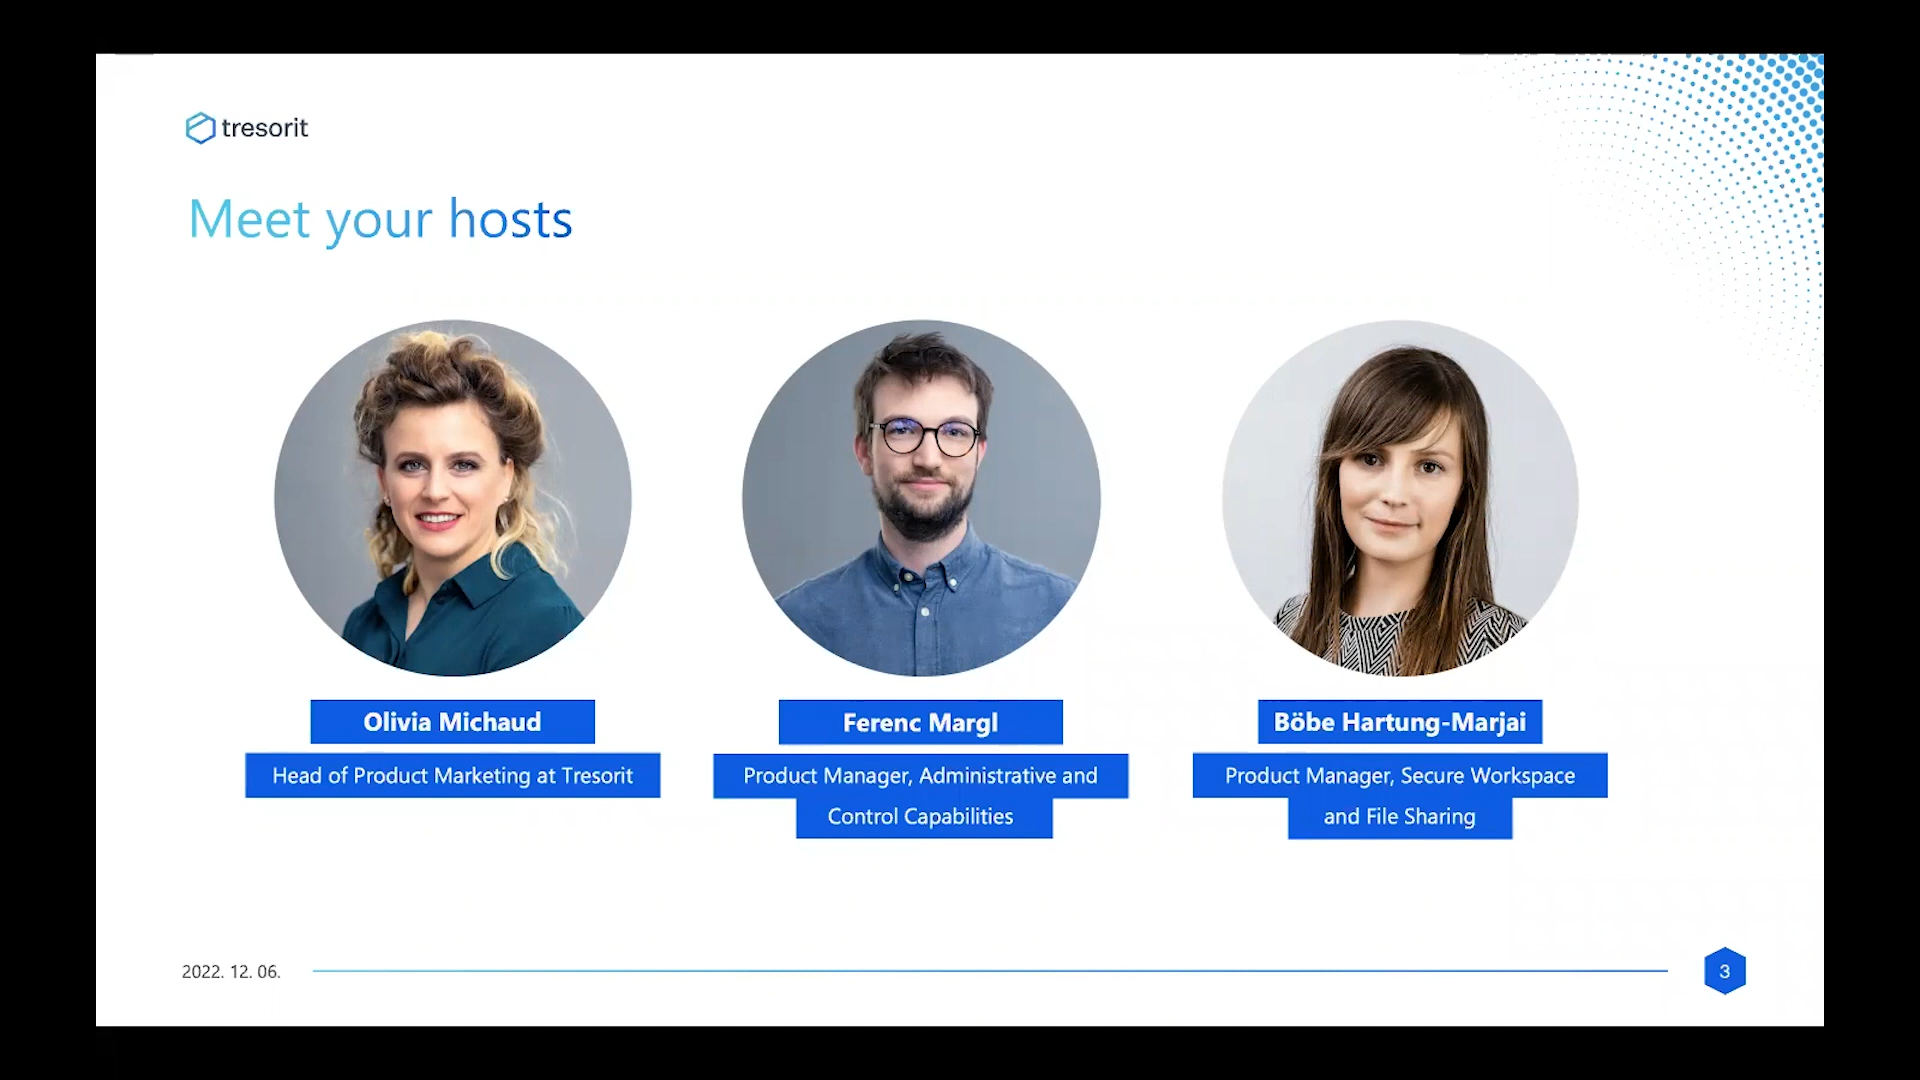 tresorit
Meet your hosts
Olivia Michaud
Head of Product Marketing at Tresorit
Ferenc Margl
Product Manager, Administrative and
Control Capabilities
Böbe Hartung-Marjai
Product Manager, Secure Workspace
and File Sharing
2022. 12. 06.
3